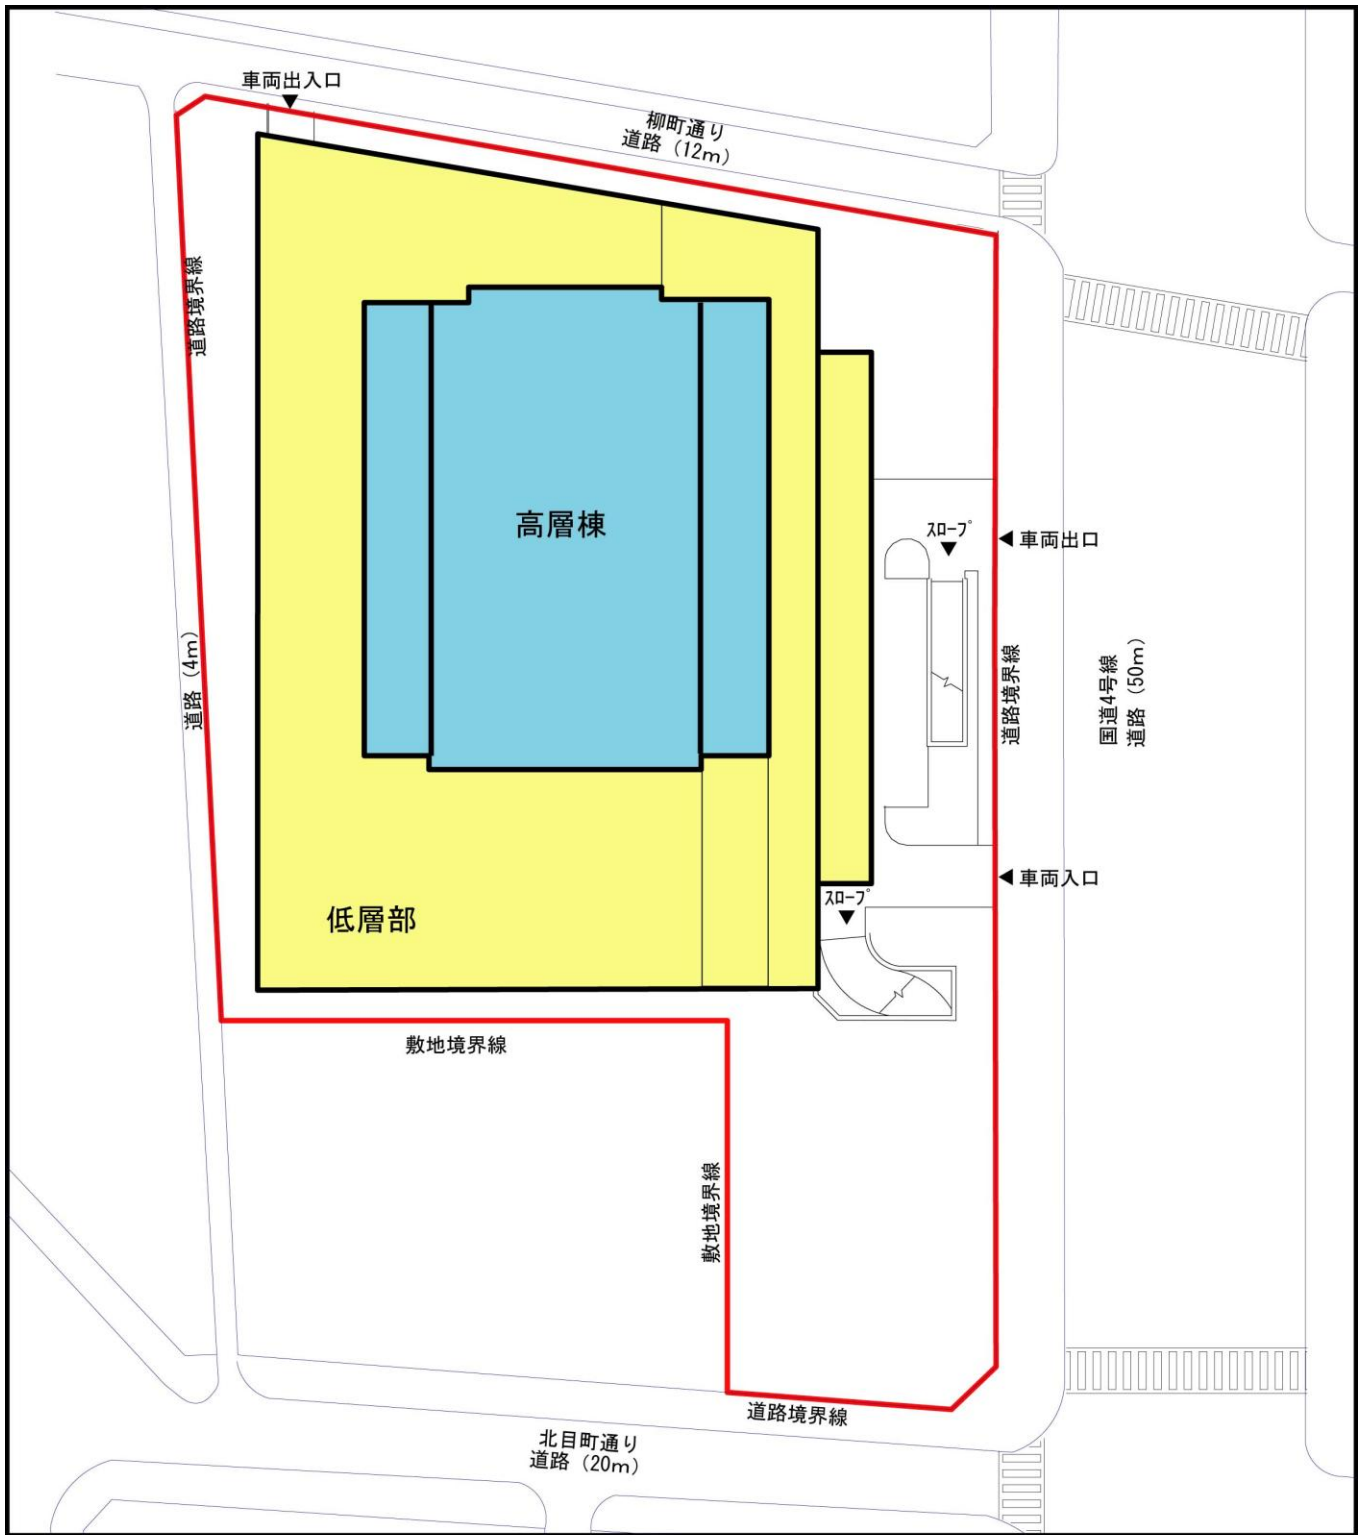 車両出入口
柳町通り
道路（12m）
道路境界線
高層棟
スロープ
車両出口
道路（4m）
道路境界線
国道4号線
道路（50m）
車両入口
スロープ
低層部
敷地境界線
敷地境界線
道路境界線
北目町通り
道路（20m）